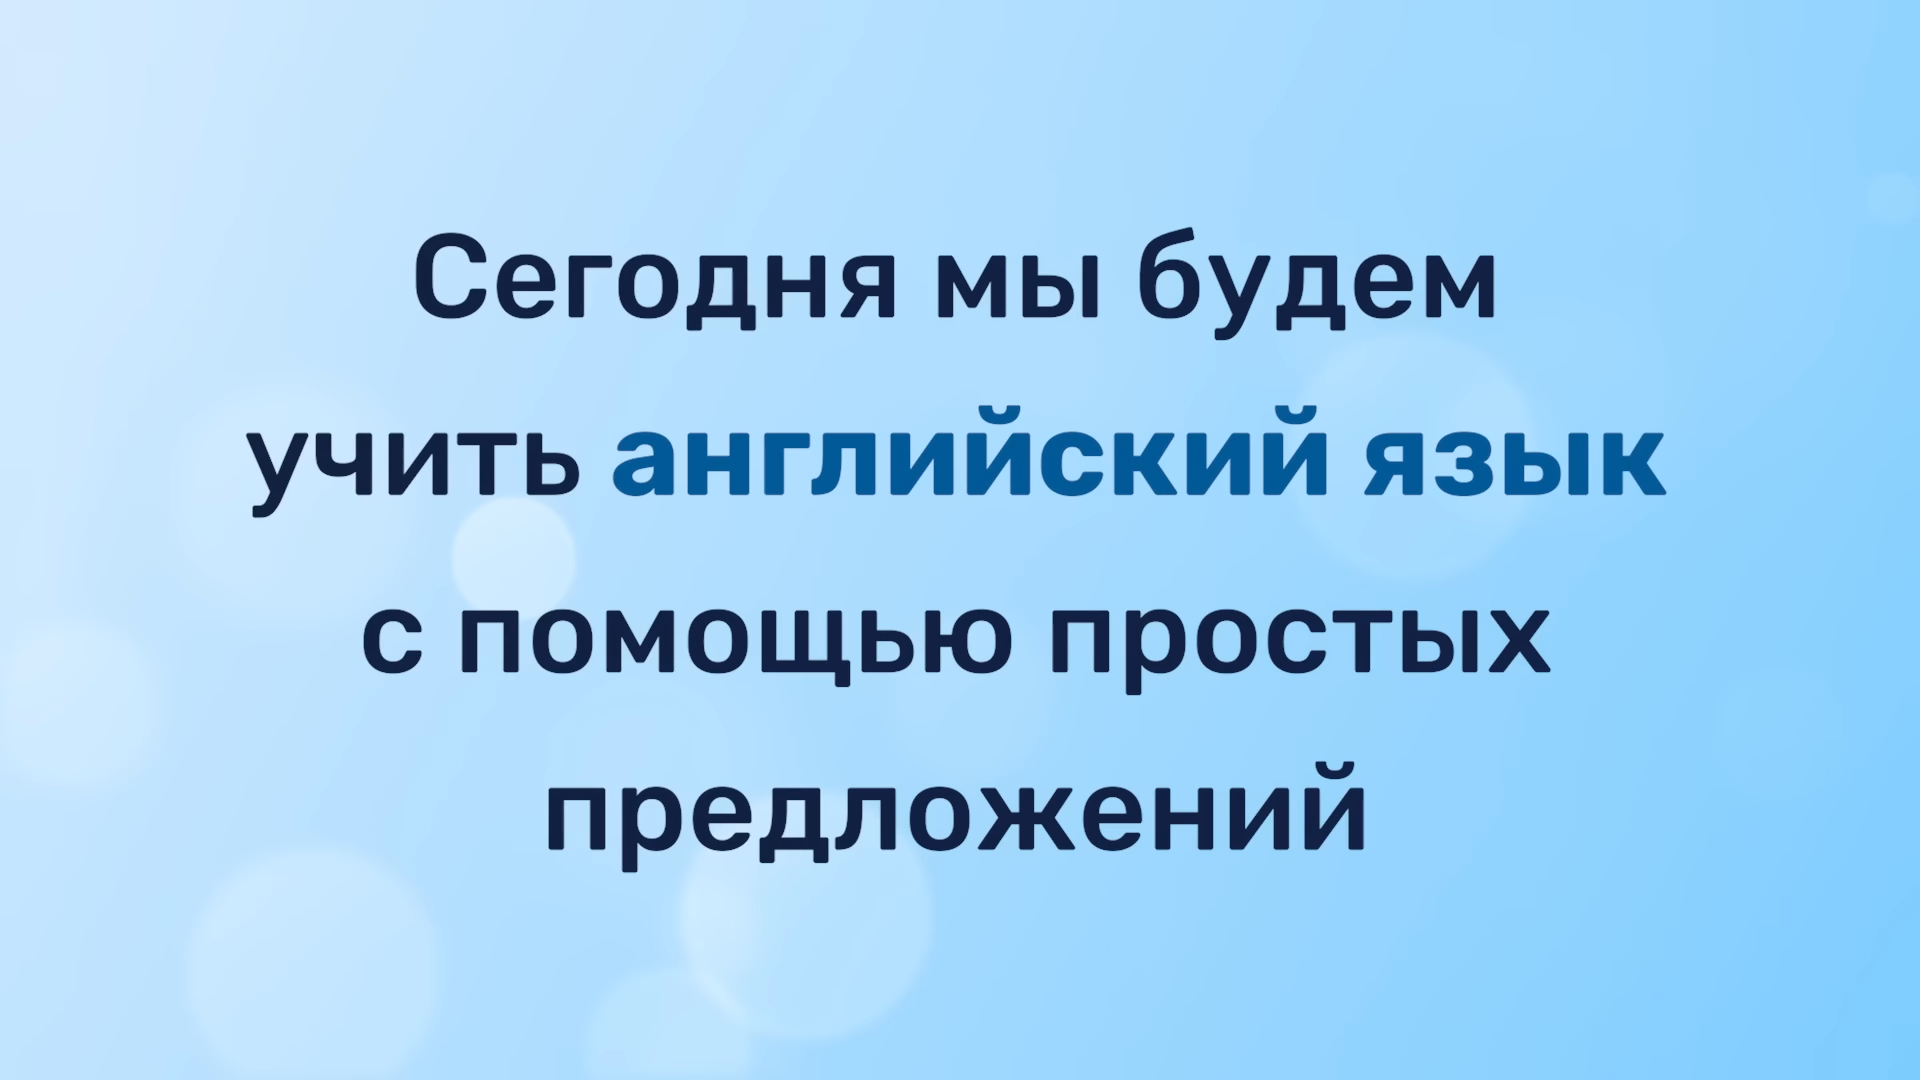 Сегодня мы будем
учить английский язык
с помощью простых
предложений